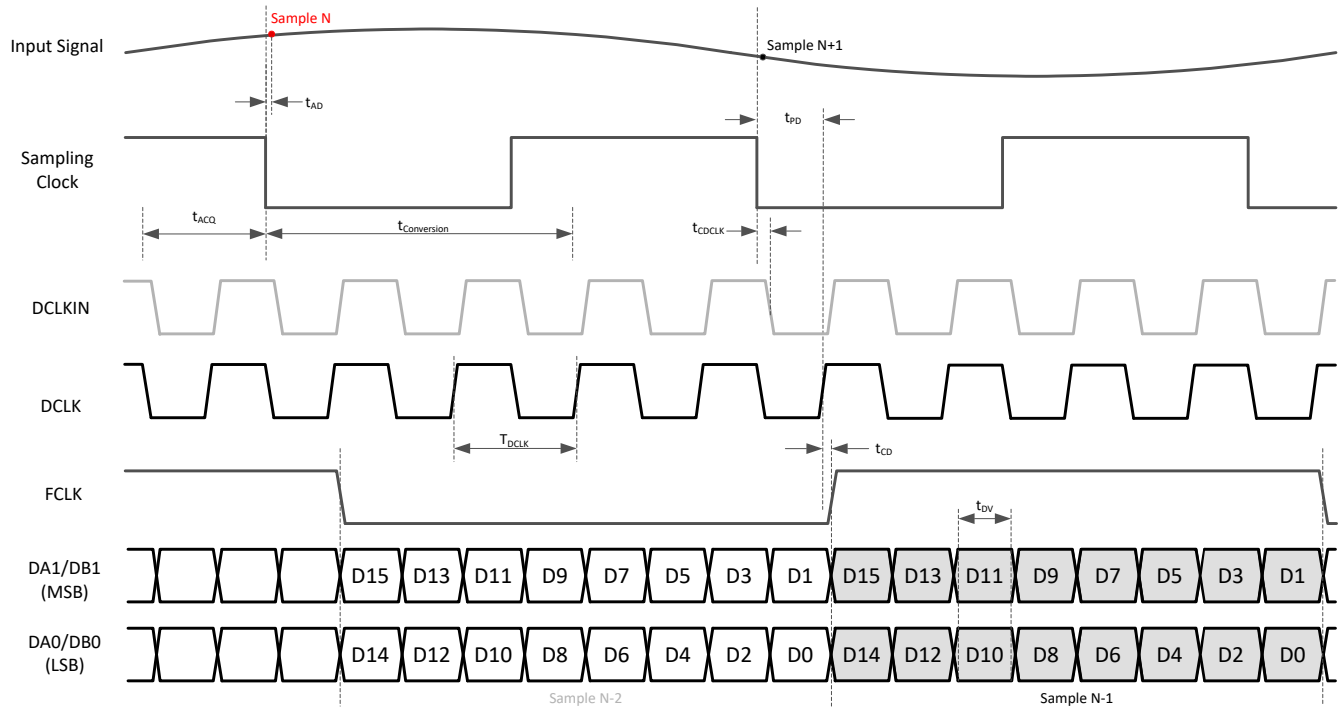 Sample N
Input Signal
Sample N+1
tAD
tPD
Sampling
Clock
tACQ
tConversion
tCDCLK
DCLKIN
DCLK
TDCLK
tCD
FCLK
tDV
DA1/DB1
(MSB)
D15 D13 D11 D9 D7 D5 D3 D1 D15 D13 D11 D9 D7 D5 D3 D1
DA0/DB0
(LSB)
D14 D12 D10 D8 D6 D4 D2 D0 D14 D12 D10 D8 D6 D4 D2 D0
Sample N-2
Sample N-1